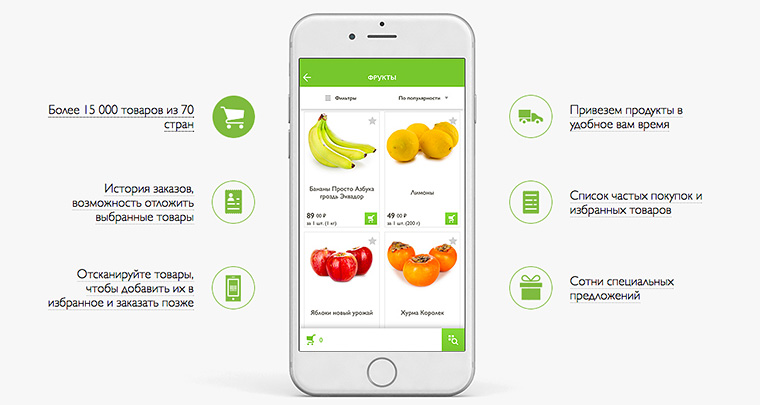 Более 15 000 товаров из 70
стран
История заказов,
возможность отложить
выбранные товары
Отсканируйте товары,
чтобы добавить их в
избранное и заказать позже
ФРУКТЫ
Фильтры
По популярности
Бананы Просто Азбука
гроздь Эквадор
89 00 ₽
за 1 шт. (1 кг)
Лимоны
49 00 ₽
за 1 шт. (200 г)
Яблоки новый урожай
Хурма Королек
0
Привезем продукты в
удобное вам время
Список частых покупок и
избранных товаров
Сотни специальных
предложений